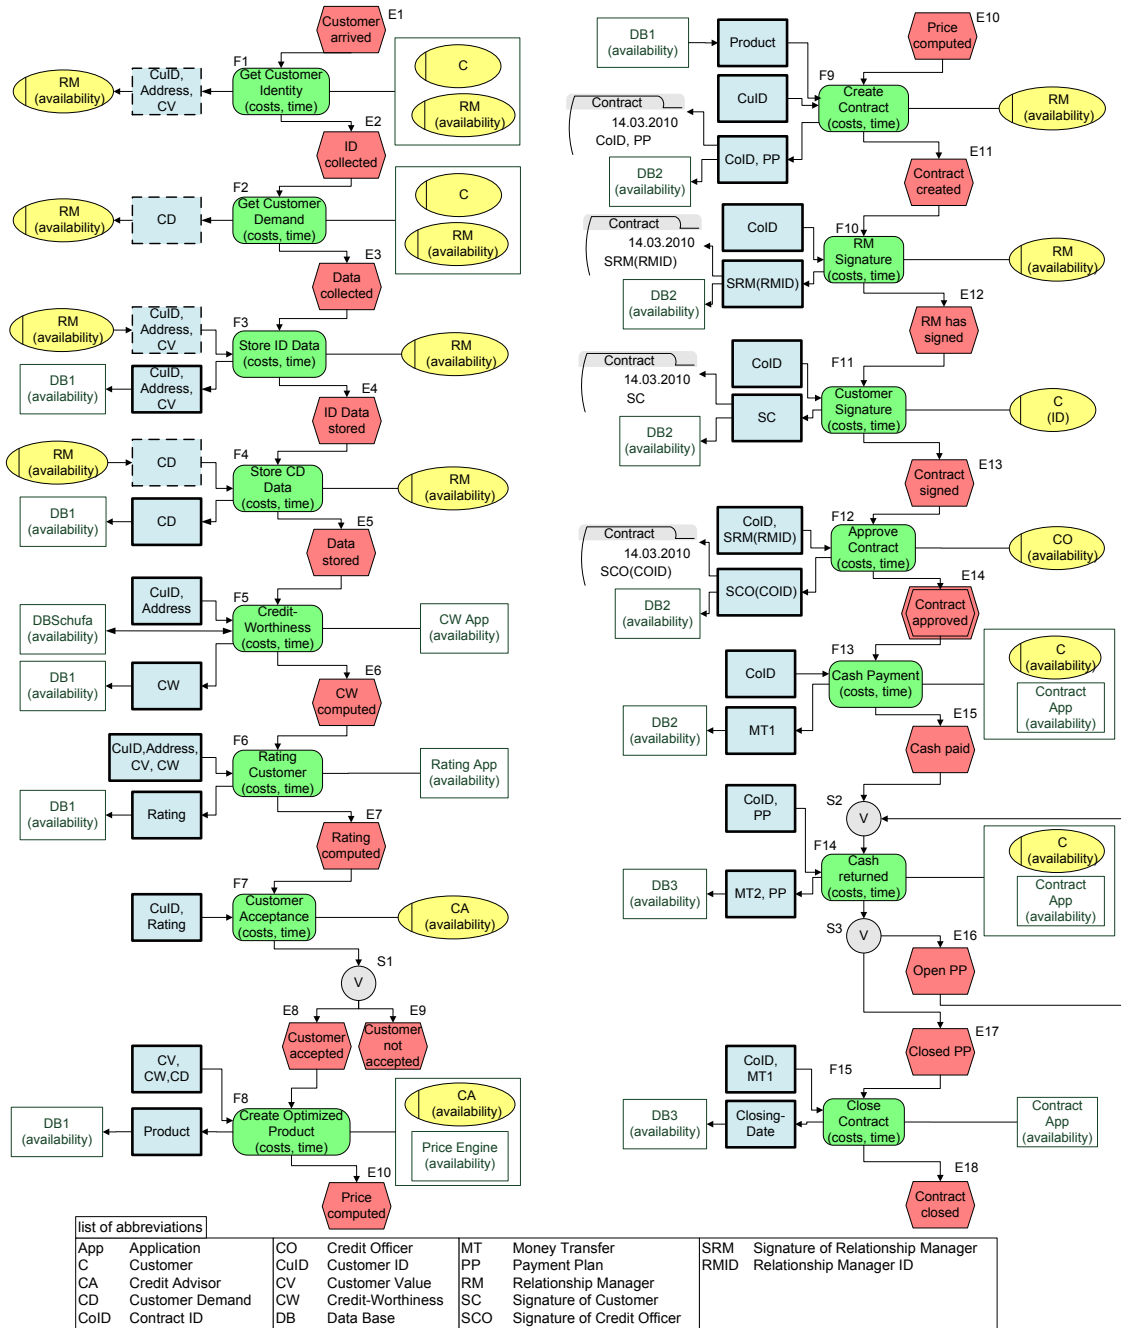 E1
Customer
arrived
F1
Get Customer
Identity
(costs, time)
CuID,
Address,
CV
RM
(availability)
C
RM
(availability)
E2
ID
collected
F2
Get Customer
Demand
(costs, time)
CD
RM
(availability)
C
RM
(availability)
E3
Data
collected
F3
Store ID Data
(costs, time)
RM
(availability)
CuID,
Address,
CV
DB1
(availability)
CuID,
Address,
CV
RM
(availability)
E4
ID Data
stored
F4
Store CD
Data
(costs, time)
RM
(availability)
CD
DB1
(availability)
CD
RM
(availability)
E5
Data
stored
F5
Credit-
Worthiness
(costs, time)
CuID,
Address
DBSchufa
(availability)
DB1
(availability)
CW
CW App
(availability)
E6
CW
computed
F6
Rating
Customer
(costs, time)
CuID,Address,
CV, CW
DB1
(availability)
Rating
Rating App
(availability)
E7
Rating
computed
F7
Customer
Acceptance
(costs, time)
CuID,
Rating
CA
(availability)
S1
V
E8
Customer
accepted
E9
Customer
not
accepted
F8
Create Optimized
Product
(costs, time)
CV,
CW,CD
DB1
(availability)
Product
CA
(availability)
Price Engine
(availability)
E10
Price
computed
E10
Price
computed
F9
Create
Contract
(costs, time)
DB1
(availability)
Product
CuID
Contract
14.03.2010
CoID, PP
CoID, PP
DB2
(availability)
RM
(availability)
E11
Contract
created
F10
RM
Signature
(costs, time)
CoID
Contract
14.03.2010
SRM(RMID)
SRM(RMID)
DB2
(availability)
RM
(availability)
E12
RM has
signed
F11
Customer
Signature
(costs, time)
CoID
Contract
14.03.2010
SC
SC
DB2
(availability)
C
(ID)
E13
Contract
signed
F12
Approve
Contract
(costs, time)
CoID,
SRM(RMID)
Contract
14.03.2010
SCO(COID)
SCO(COID)
DB2
(availability)
CO
(availability)
E14
Contract
approved
F13
Cash Payment
(costs, time)
CoID
DB2
(availability)
MT1
C
(availability)
Contract
App
(availability)
E15
Cash paid
S2
V
F14
Cash
returned
(costs, time)
CoID,
PP
DB3
(availability)
MT2, PP
C
(availability)
Contract
App
(availability)
S3
V
E16
Open PP
E17
Closed PP
F15
Close
Contract
(costs, time)
CoID,
MT1
DB3
(availability)
Closing-
Date
Contract
App
(availability)
E18
Contract
closed
list of abbreviations
App Application
C Customer
CA Credit Advisor
CD Customer Demand
CoID Contract ID
CO Credit Officer
CuID Customer ID
CV Customer Value
CW Credit-Worthiness
DB Data Base
MT Money Transfer
PP Payment Plan
RM Relationship Manager
SC Signature of Customer
SCO Signature of Credit Officer
SRM Signature of Relationship Manager
RMID Relationship Manager ID